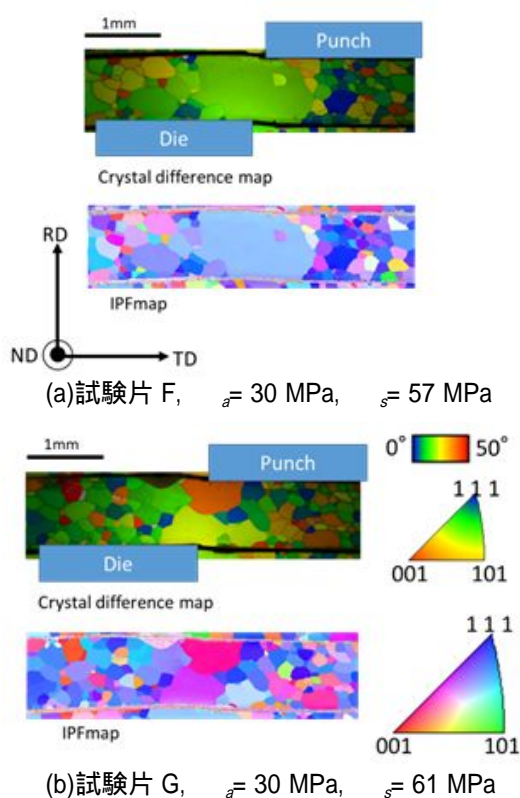 1mm
Punch
Die
Crystal difference map
RD
IPFmap
ND TD
(a)試験片 F, a= 30 MPa, s= 57 MPa
1mm
Punch
0° 50°
1 1 1
Die
001 101
Crystal difference map
1 1 1
IPFmap
001 101
(b)試験片 G, a= 30 MPa, s= 61 MPa